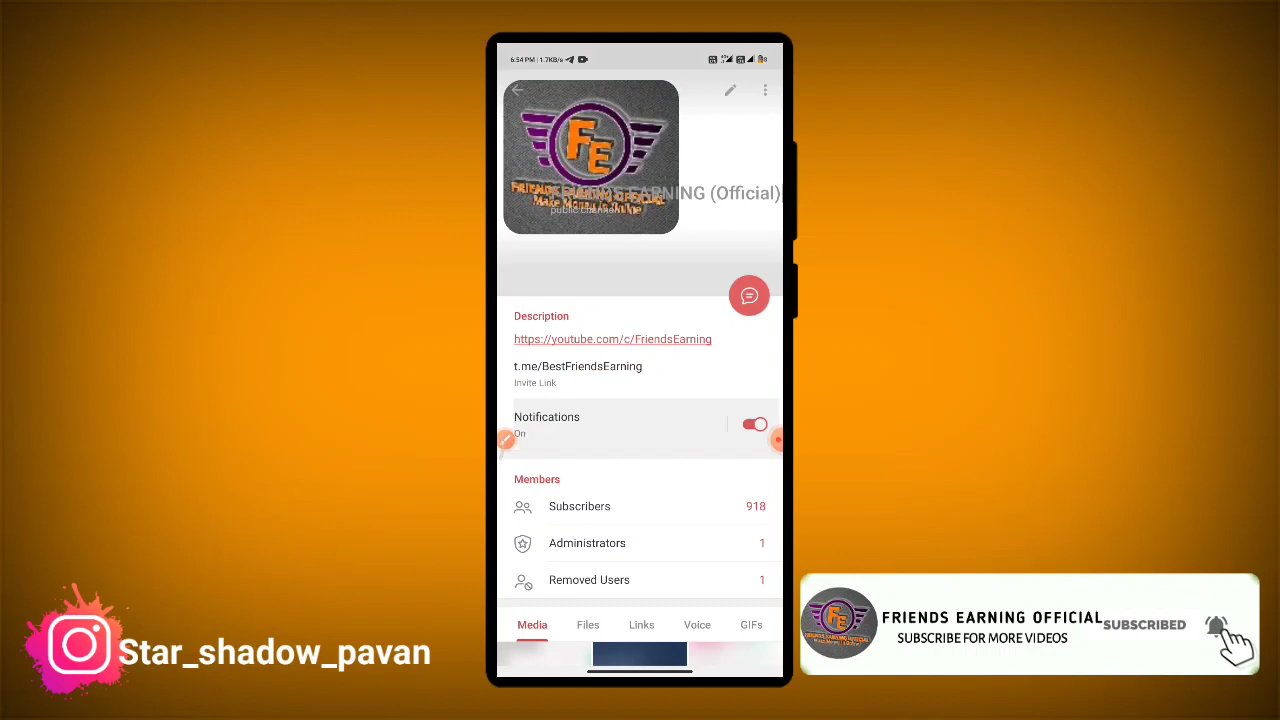 6:54 PM | 1.7KB/s
FE
FRIENDS EARNING OFFICIAL
Make Money In Online
FRIENDS EARNING (Official)
public channel
Description
https://youtube.com/c/FriendsEarning
t.me/BestFriendsEarning
Invite Link
Notifications
On
Members
Subscribers 918
Administrators 1
Removed Users 1
Media Files Links Voice GIFs
Star_shadow_pavan
FRIENDS EARNING OFFICIAL
SUBSCRIBED
SUBSCRIBE FOR MORE VIDEOS